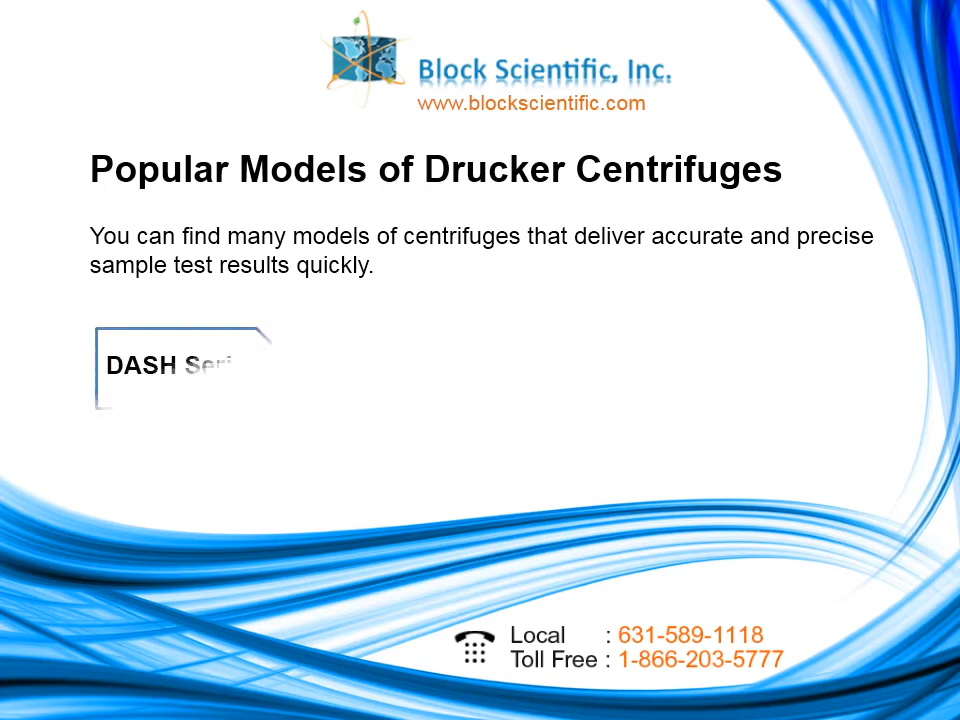 Block Scientific, Inc.
www.blockscientific.com
Popular Models of Drucker Centrifuges
You can find many models of centrifuges that deliver accurate and precise
sample test results quickly.
DASH Seri
Local : 631-589-1118
Toll Free : 1-866-203-5777